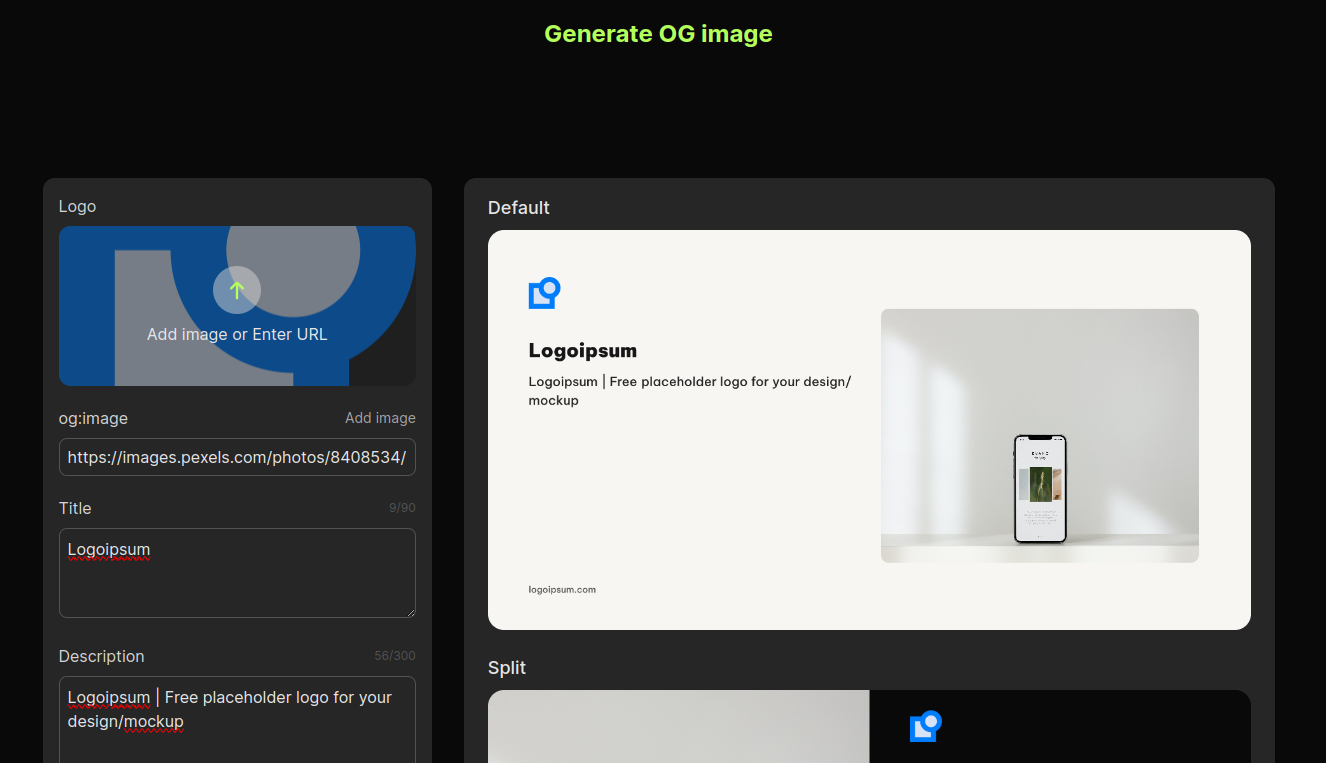 Generate OG image
Logo
Add image or Enter URL
og:image
Add image
https://images.pexels.com/photos/8408534/
Title
9/90
Logoipsum
Description
56/300
Logoipsum | Free placeholder logo for your
design/mockup
Default
Logoipsum
Logoipsum | Free placeholder logo for your design/
mockup
logoipsum.com
Split